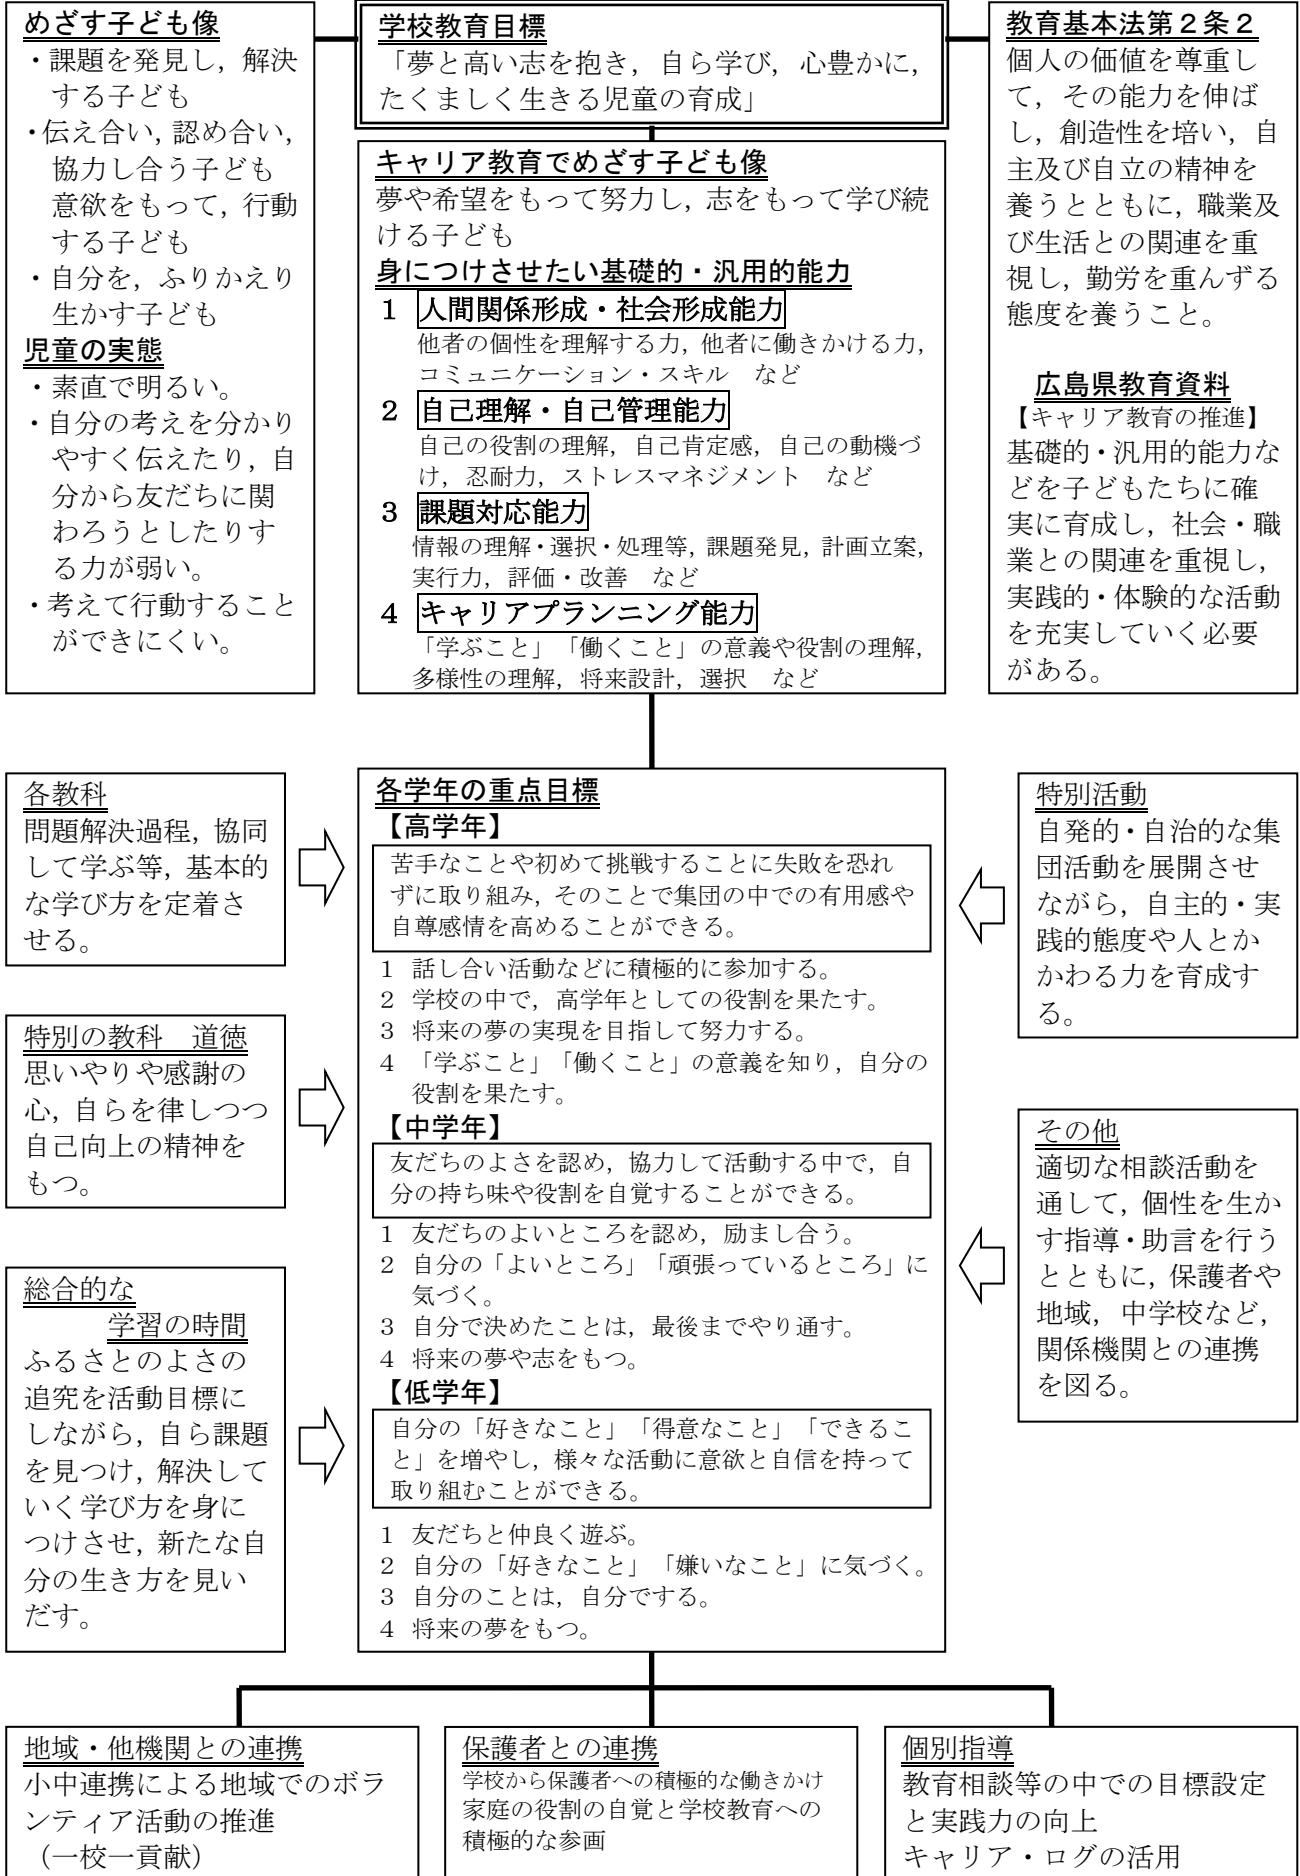 めざす子ども像
・課題を発見し，解決
する子ども
・伝え合い，認め合い，
協力し合う子ども
意欲をもって，行動
する子ども
・自分を，ふりかえり
生かす子ども
児童の実態
・素直で明るい。
・自分の考えを分かり
やすく伝えたり，自
分から友だちに関
わろうとしたりす
る力が弱い。
・考えて行動すること
ができにくい。
学校教育目標
「夢と高い志を抱き，自ら学び，心豊かに，
たくましく生きる児童の育成」
キャリア教育でめざす子ども像
夢や希望をもって努力し，志をもって学び続
ける子ども
身につけさせたい基礎的・汎用的能力
１ 人間関係形成・社会形成能力
他者の個性を理解する力，他者に働きかける力，
コミュニケーション・スキル　など
２ 自己理解・自己管理能力
自己の役割の理解，自己肯定感，自己の動機づ
け，忍耐力，ストレスマネジメント　など
３ 課題対応能力
情報の理解・選択・処理等，課題発見，計画立案，
実行力，評価・改善　など
４ キャリアプランニング能力
「学ぶこと」「働くこと」の意義や役割の理解，
多様性の理解，将来設計，選択　など
教育基本法第２条２
個人の価値を尊重し
て，その能力を伸ば
し，創造性を培い，自
主及び自立の精神を
養うとともに，職業及
び生活との関連を重
視し，勤労を重んずる
態度を養うこと。
広島県教育資料
【キャリア教育の推進】
基礎的・汎用的能力な
どを子どもたちに確
実に育成し，社会・職
業との関連を重視し，
実践的・体験的な活動
を充実していく必要
がある。
各教科
問題解決過程，協同
して学ぶ等，基本的
な学び方を定着さ
せる。
特別の教科　道徳
思いやりや感謝の
心，自らを律しつつ
自己向上の精神を
もつ。
総合的な
学習の時間
ふるさとのよさの
追究を活動目標に
しながら，自ら課題
を見つけ，解決して
いく学び方を身に
つけさせ，新たな自
分の生き方を見い
だす。
各学年の重点目標
【高学年】
苦手なことや初めて挑戦することに失敗を恐れ
ずに取り組み，そのことで集団の中での有用感や
自尊感情を高めることができる。
１ 話し合い活動などに積極的に参加する。
２ 学校の中で，高学年としての役割を果たす。
３ 将来の夢の実現を目指して努力する。
４ 「学ぶこと」「働くこと」の意義を知り，自分の
役割を果たす。
【中学年】
友だちのよさを認め，協力して活動する中で，自
分の持ち味や役割を自覚することができる。
１ 友だちのよいところを認め，励まし合う。
２ 自分の「よいところ」「頑張っているところ」に
気づく。
３ 自分で決めたことは，最後までやり通す。
４ 将来の夢や志をもつ。
【低学年】
自分の「好きなこと」「得意なこと」「できるこ
と」を増やし，様々な活動に意欲と自信を持って
取り組むことができる。
１ 友だちと仲良く遊ぶ。
２ 自分の「好きなこと」「嫌いなこと」に気づく。
３ 自分のことは，自分でする。
４ 将来の夢をもつ。
特別活動
自発的・自治的な集
団活動を展開させ
ながら，自主的・実
践的態度や人とか
かわる力を育成す
る。
その他
適切な相談活動を
通して，個性を生か
す指導・助言を行う
とともに，保護者や
地域，中学校など，
関係機関との連携
を図る。
地域・他機関との連携
小中連携による地域でのボラ
ンティア活動の推進
（一校一貢献）
保護者との連携
学校から保護者への積極的な働きかけ
家庭の役割の自覚と学校教育への
積極的な参画
個別指導
教育相談等の中での目標設定
と実践力の向上
キャリア・ログの活用